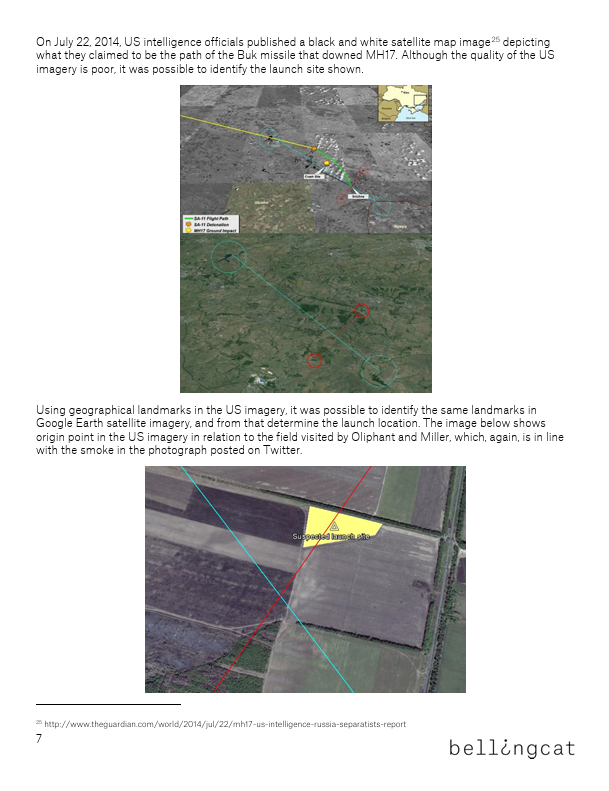 On July 22, 2014, US intelligence officials published a black and white satellite map image25 depicting
what they claimed to be the path of the Buk missile that downed MH17. Although the quality of the US
imagery is poor, it was possible to identify the launch site shown.
Crash Site
Snizhne
Ukraine
Russia
SA-11 Flight Path
SA-11 Detonation
MH17 Ground Impact
Using geographical landmarks in the US imagery, it was possible to identify the same landmarks in
Google Earth satellite imagery, and from that determine the launch location. The image below shows
origin point in the US imagery in relation to the field visited by Oliphant and Miller, which, again, is in line
with the smoke in the photograph posted on Twitter.
Suspected launch site
25 http://www.theguardian.com/world/2014/jul/22/mh17-us-intelligence-russia-separatists-report
7
bellingcat